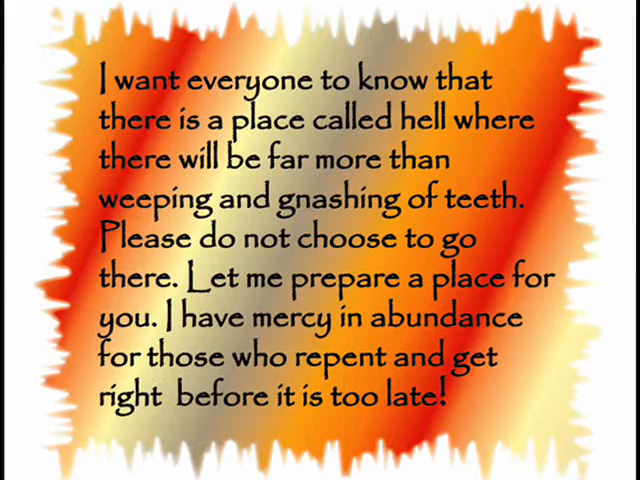 I want everyone to know that
there is a place called hell where
there will be far more than
weeping and gnashing of teeth.
Please do not choose to go
there. Let me prepare a place for
you. I have mercy in abundance
for those who repent and get
right  before it is too late!